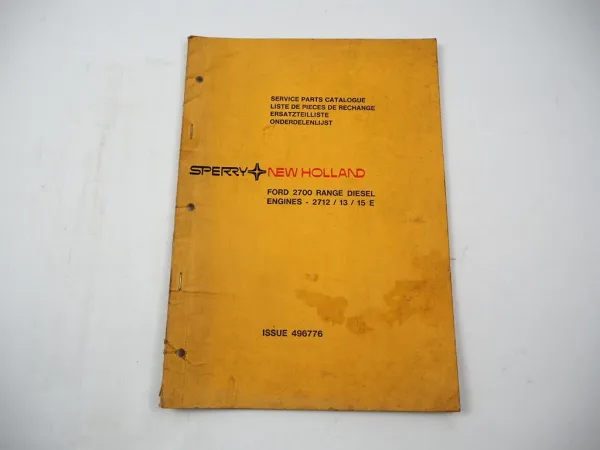 SERVICE PARTS CATALOGUE
LISTE DE PIECES DE RECHANGE
ERSATZTEILLISTE
ONDERDELENLIJST
SPERRY NEW HOLLAND
FORD 2700 RANGE DIESEL
ENGINES - 2712 / 13 / 15 E
ISSUE 496776